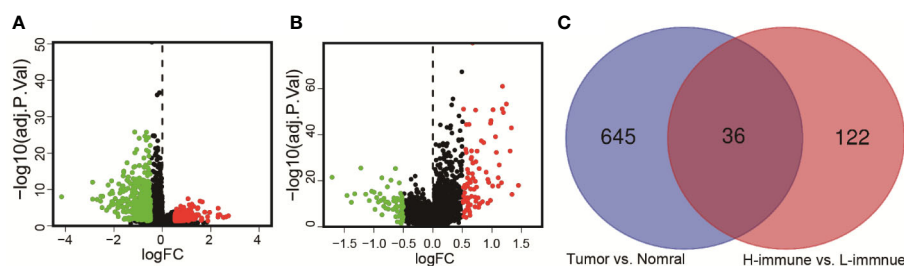 A
B
C
50
40
30
20
10
0
−log10(adj.P.Val)
−4 −2 0 2 4
logFC
60
40
20
0
−log10(adj.P.Val)
−1.5 −1.0 −0.5 0.0 0.5 1.0 1.5
logFC
645 36 122
Tumor vs. Nomral H-immune vs. L-immnue